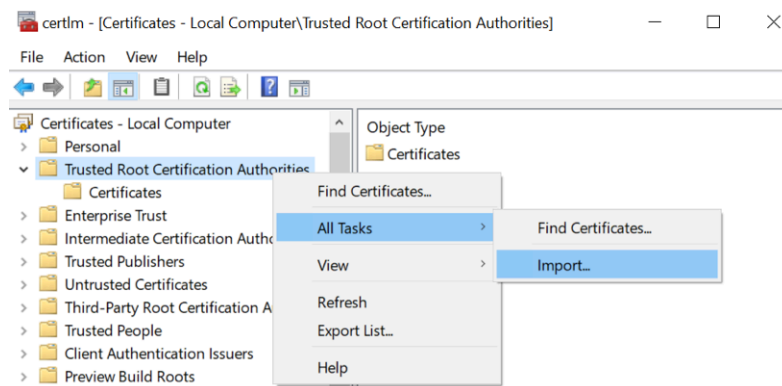 certlm - [Certificates - Local Computer\Trusted Root Certification Authorities]
File Action View Help
Certificates - Local Computer
Personal
Trusted Root Certification Authorities
Certificates
Enterprise Trust
Intermediate Certification Autho
Trusted Publishers
Untrusted Certificates
Third-Party Root Certification A
Trusted People
Client Authentication Issuers
Preview Build Roots
Object Type
Certificates
Find Certificates...
All Tasks
View
Refresh
Export List...
Help
Find Certificates...
Import...